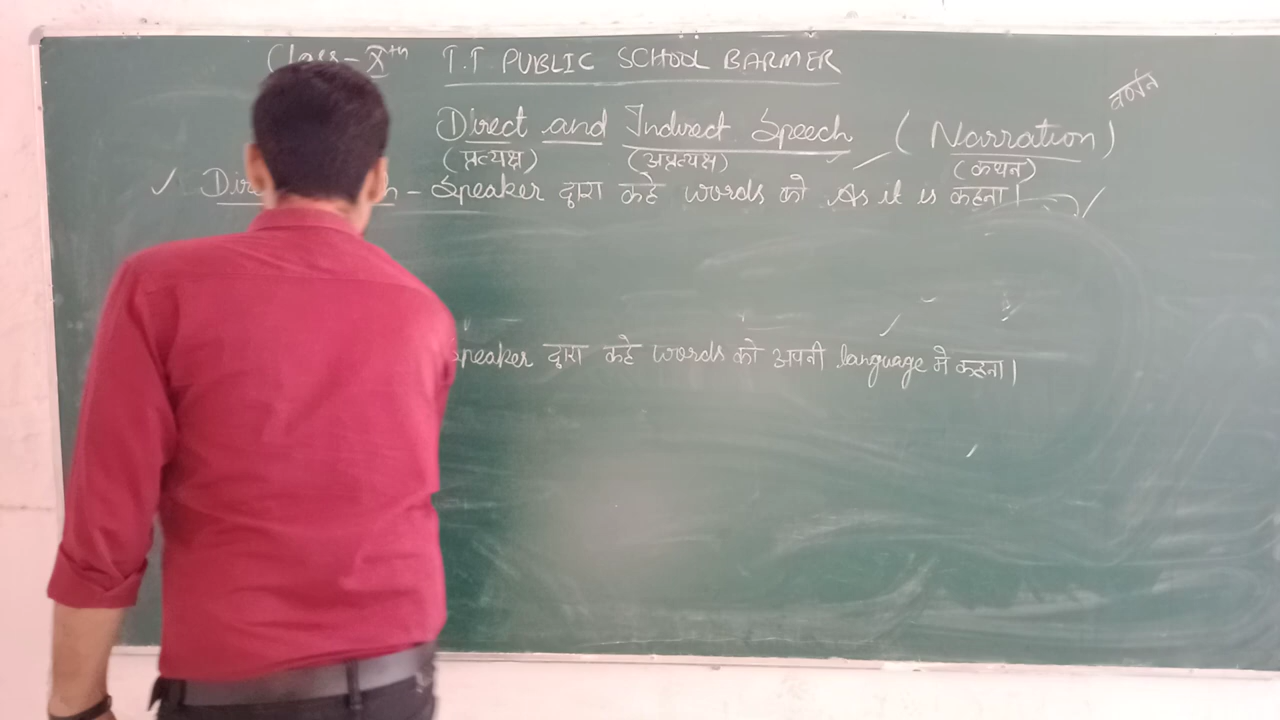 Class - Xth T.T PUBLIC SCHOOL BARMER
वर्णन
Direct and Indirect Speech (Narration)
(प्रत्यक्ष) (अप्रत्यक्ष) (कथन)
✓ - Speaker द्वारा कहे words को As it is कहना।
Speaker द्वारा कहे words को अपनी language मे कहना।